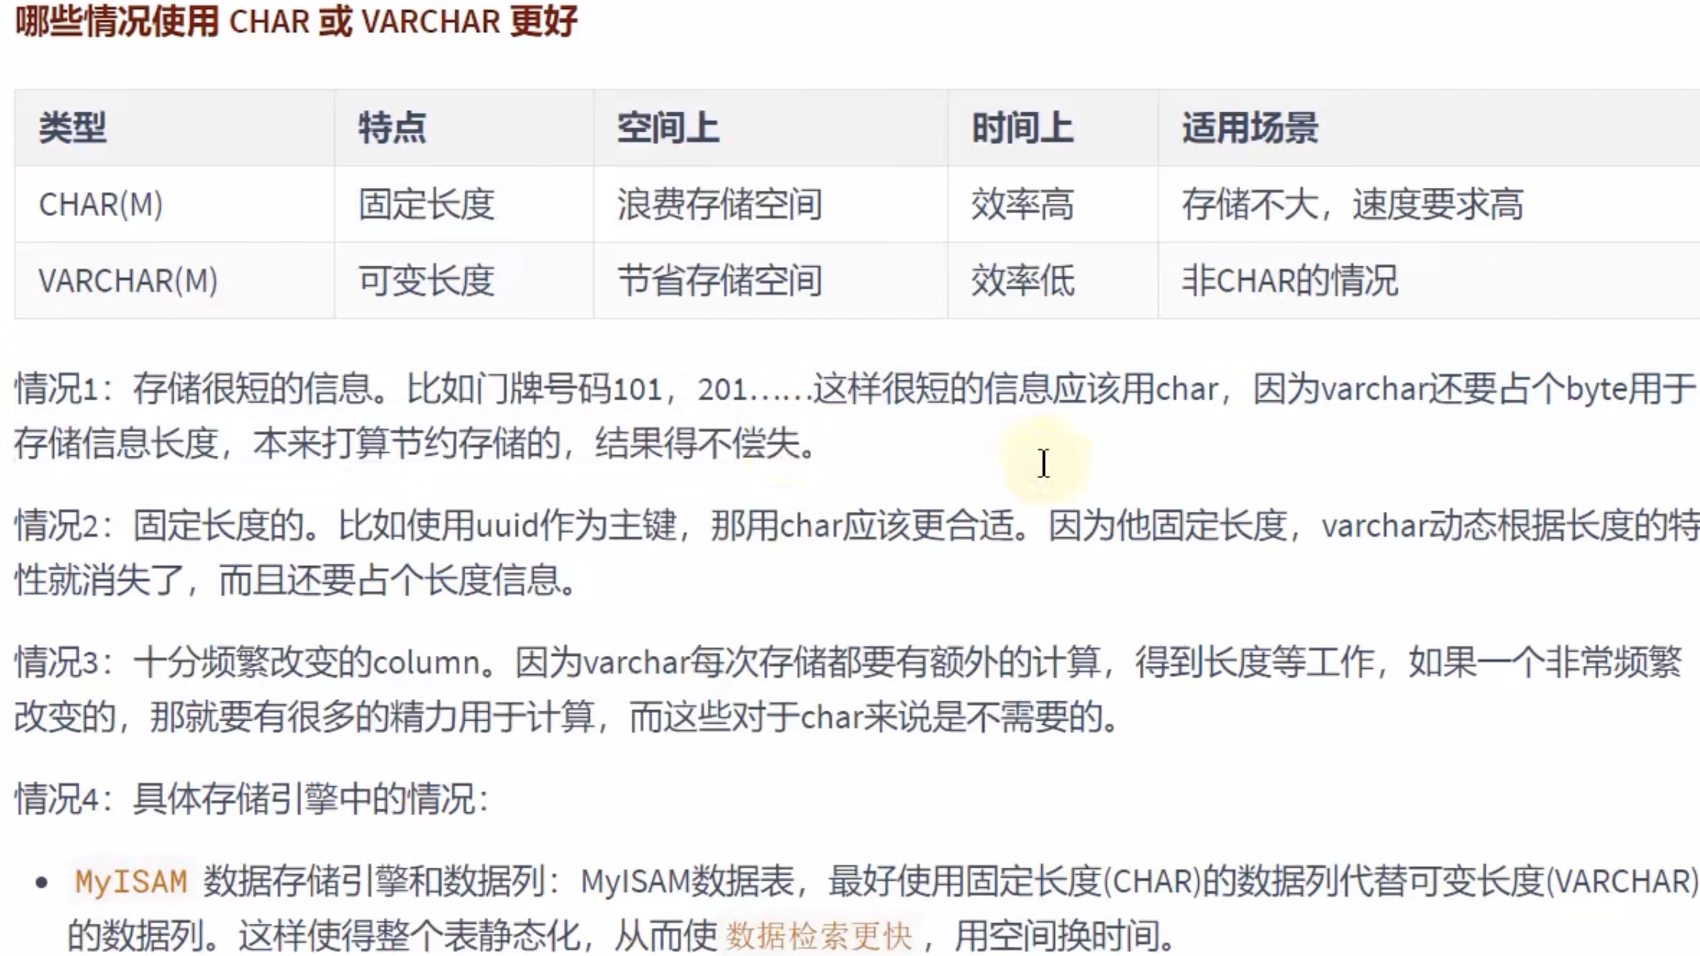 哪些情况使用 CHAR 或 VARCHAR 更好
类型 特点 空间上 时间上 适用场景
CHAR(M) 固定长度 浪费存储空间 效率高 存储不大，速度要求高
VARCHAR(M) 可变长度 节省存储空间 效率低 非CHAR的情况
情况1：存储很短的信息。比如门牌号码101，201……这样很短的信息应该用char，因为varchar还要占个byte用于
存储信息长度，本来打算节约存储的，结果得不偿失。
情况2：固定长度的。比如使用uuid作为主键，那用char应该更合适。因为他固定长度，varchar动态根据长度的特
性就消失了，而且还要占个长度信息。
情况3：十分频繁改变的column。因为varchar每次存储都要有额外的计算，得到长度等工作，如果一个非常频繁
改变的，那就要有很多的精力用于计算，而这些对于char来说是不需要的。
情况4：具体存储引擎中的情况：
• MyISAM 数据存储引擎和数据列：MyISAM数据表，最好使用固定长度(CHAR)的数据列代替可变长度(VARCHAR)
的数据列。这样使得整个表静态化，从而使 数据检索更快 ，用空间换时间。